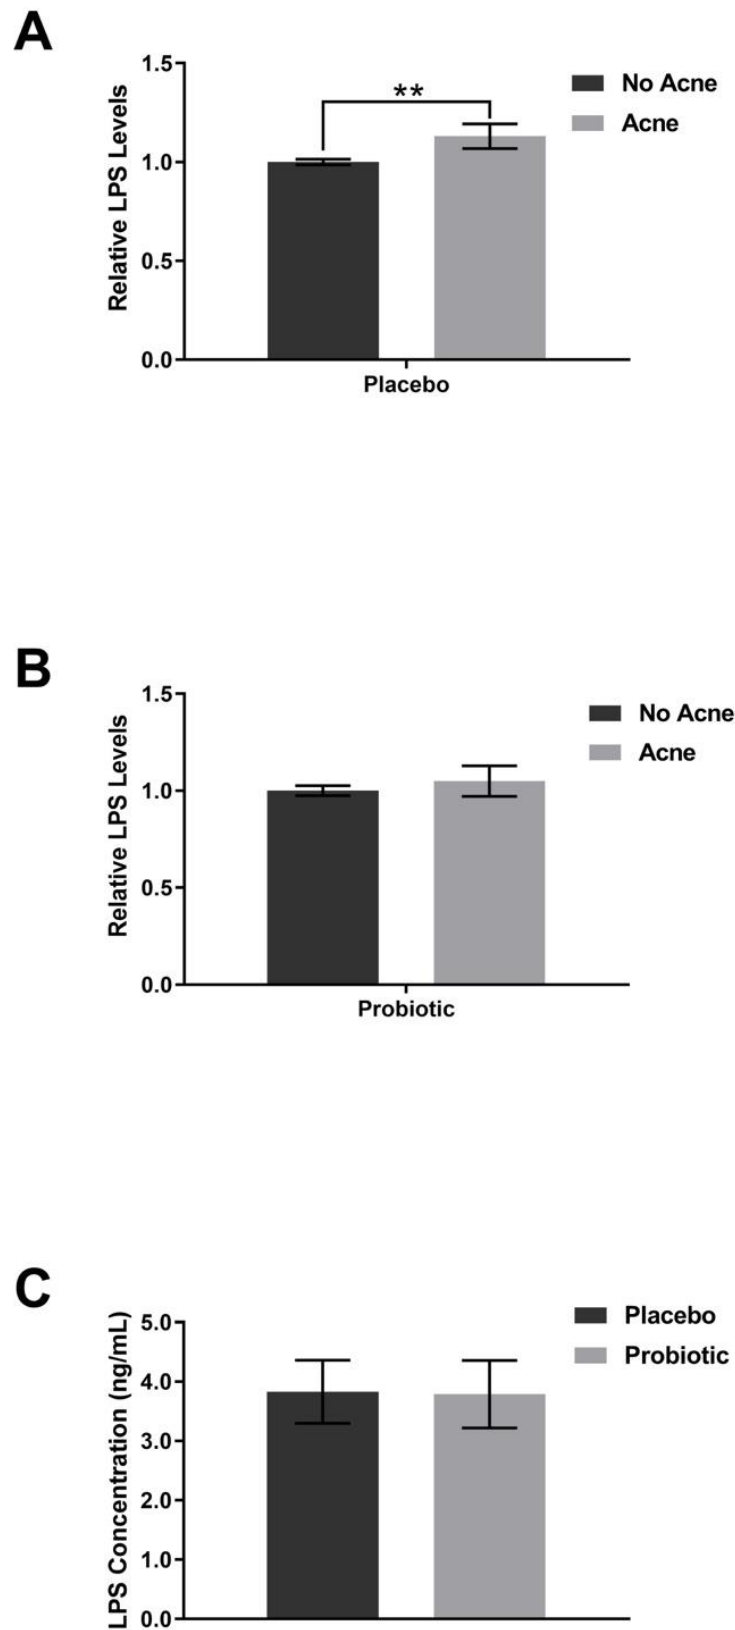 A
Relative LPS Levels
1.5
1.0
0.5
0.0
**
No Acne
Acne
Placebo
B
Relative LPS Levels
1.5
1.0
0.5
0.0
No Acne
Acne
Probiotic
C
LPS Concentration (ng/mL)
5.0
4.0
3.0
2.0
1.0
0.0
Placebo
Probiotic